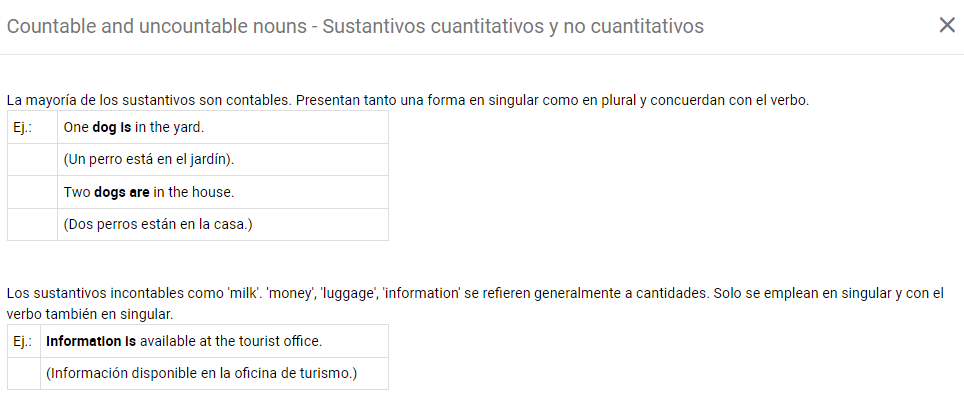 Countable and uncountable nouns - Sustantivos cuantitativos y no cuantitativos
La mayoría de los sustantivos son contables. Presentan tanto una forma en singular como en plural y concuerdan con el verbo.
Ej.: One dog is in the yard.
(Un perro está en el jardín).
Two dogs are in the house.
(Dos perros están en la casa.)
Los sustantivos incontables como 'milk'. 'money', 'luggage', 'information' se refieren generalmente a cantidades. Solo se emplean en singular y con el
verbo también en singular.
Ej.: Information is available at the tourist office.
(Información disponible en la oficina de turismo.)